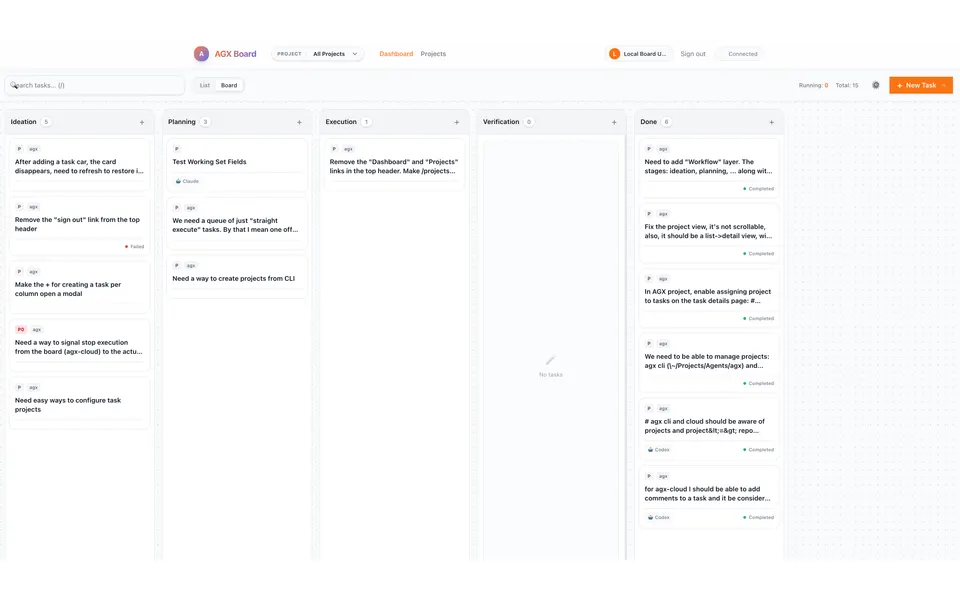 A AGX Board PROJECT All Projects Dashboard Projects L Local Board U... Sign out Connected
Search tasks... (/) List Board Running: 0 Total: 15 + New Task
Ideation 5 +
P agx
After adding a task car, the card
disappears, need to refresh to restore i...
P agx
Remove the "sign out" link from the top
header
Failed
P agx
Make the + for creating a task per
column open a modal
P0 agx
Need a way to signal stop execution
from the board (agx-cloud) to the actu...
P agx
Need easy ways to configure task
projects
Planning 3 +
P
Test Working Set Fields
Claude
P agx
We need a queue of just "straight
execute" tasks. By that I mean one off...
P agx
Need a way to create projects from CLI
Execution 1 +
P agx
Remove the "Dashboard" and "Projects"
links in the top header. Make /projects...
Verification 0 +
No tasks
Done 6 +
P agx
Need to add "Workflow" layer. The
stages: ideation, planning, ... along wit...
Completed
P agx
Fix the project view, it's not scrollable,
also, it should be a list->detail view, wi...
Completed
P agx
In AGX project, enable assigning project
to tasks on the task details page: #...
Completed
P agx
We need to be able to manage projects:
agx cli (\~/Projects/Agents/agx) and...
Completed
P agx
# agx cli and cloud should be aware of
projects and project&lt;=&gt; repo...
Codex Completed
P agx
for agx-cloud I should be able to add
comments to a task and it be consider...
Codex Completed